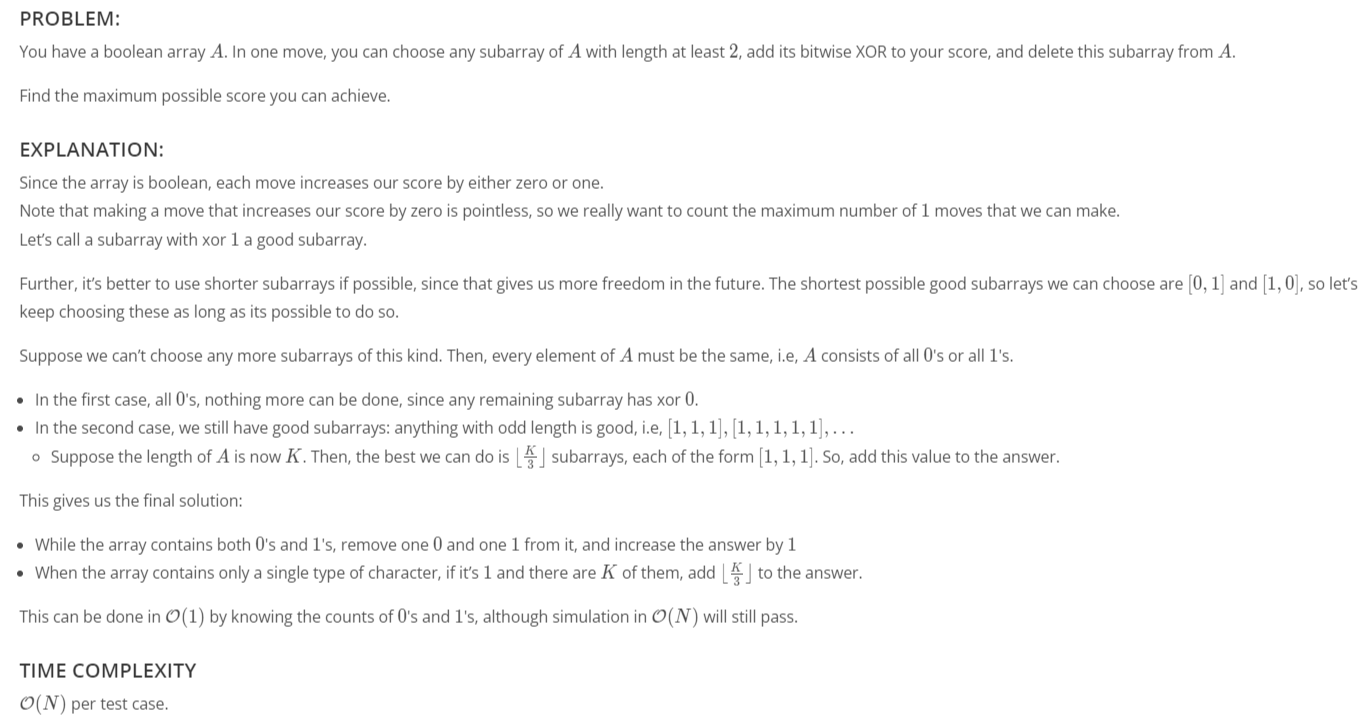 PROBLEM:
You have a boolean array A. In one move, you can choose any subarray of A with length at least 2, add its bitwise XOR to your score, and delete this subarray from A.
Find the maximum possible score you can achieve.
EXPLANATION:
Since the array is boolean, each move increases our score by either zero or one.
Note that making a move that increases our score by zero is pointless, so we really want to count the maximum number of 1 moves that we can make.
Let's call a subarray with xor 1 a good subarray.
Further, it's better to use shorter subarrays if possible, since that gives us more freedom in the future. The shortest possible good subarrays we can choose are [0, 1] and [1, 0], so let's
keep choosing these as long as its possible to do so.
Suppose we can't choose any more subarrays of this kind. Then, every element of A must be the same, i.e, A consists of all 0's or all 1's.
• In the first case, all 0's, nothing more can be done, since any remaining subarray has xor 0.
• In the second case, we still have good subarrays: anything with odd length is good, i.e, [1, 1, 1], [1, 1, 1, 1, 1], . . .
◦ Suppose the length of A is now K. Then, the best we can do is ⌊K/3⌋ subarrays, each of the form [1, 1, 1]. So, add this value to the answer.
This gives us the final solution:
• While the array contains both 0's and 1's, remove one 0 and one 1 from it, and increase the answer by 1
• When the array contains only a single type of character, if it's 1 and there are K of them, add ⌊K/3⌋ to the answer.
This can be done in O(1) by knowing the counts of 0's and 1's, although simulation in O(N) will still pass.
TIME COMPLEXITY
O(N) per test case.